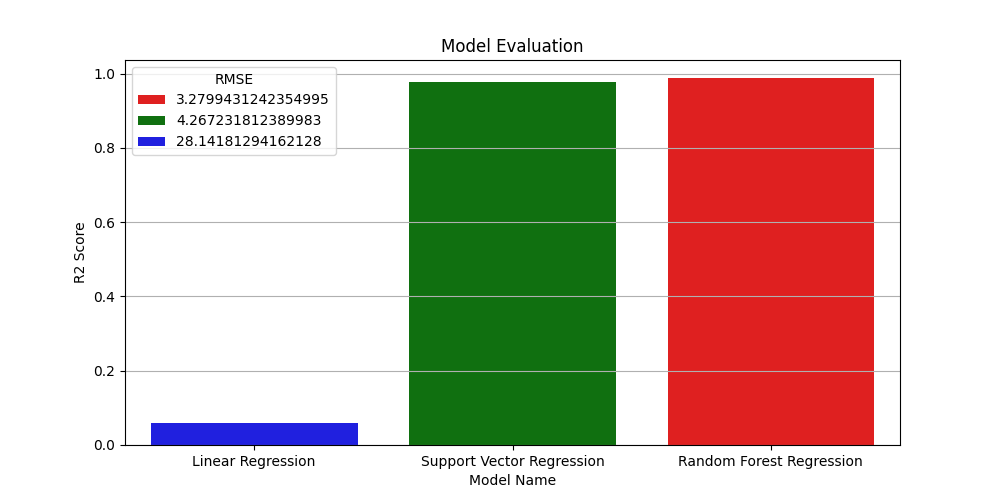 Model Evaluation
RMSE
3.2799431242354995
4.267231812389983
28.14181294162128
1.0
0.8
0.6
0.4
0.2
0.0
R2 Score
Linear Regression
Support Vector Regression
Random Forest Regression
Model Name